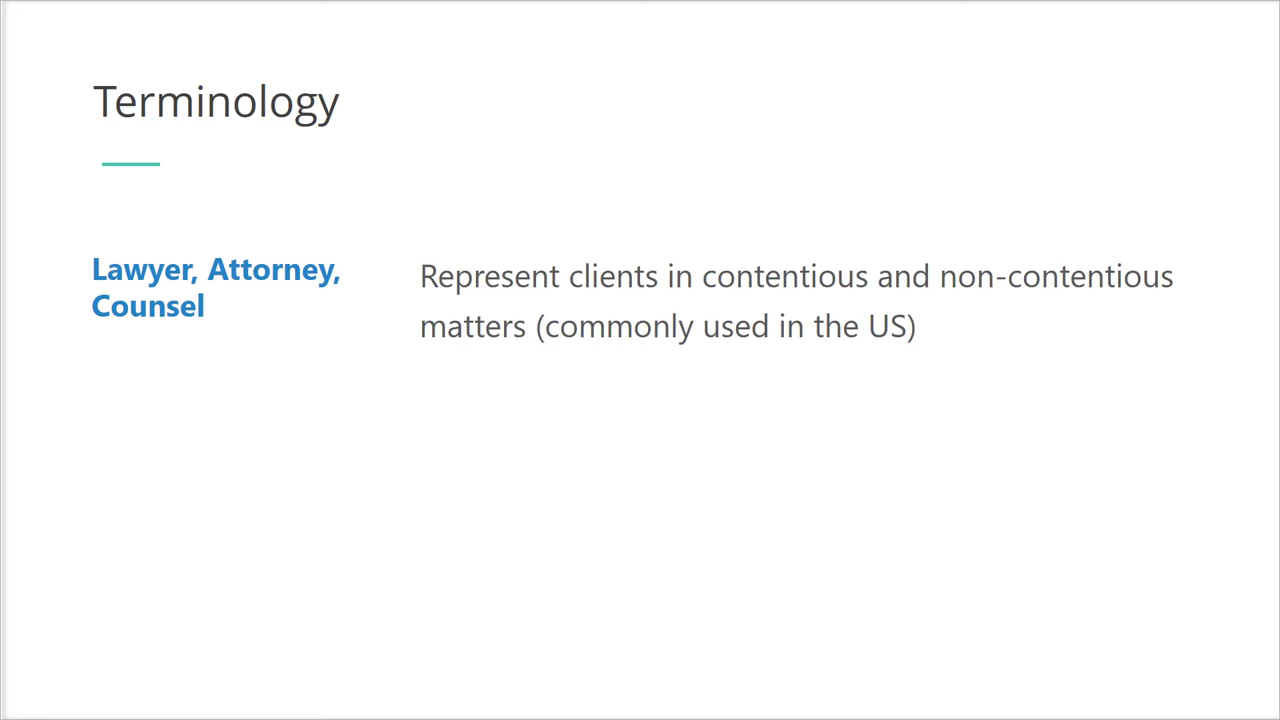 Terminology
Lawyer, Attorney,
Counsel
Represent clients in contentious and non-contentious
matters (commonly used in the US)